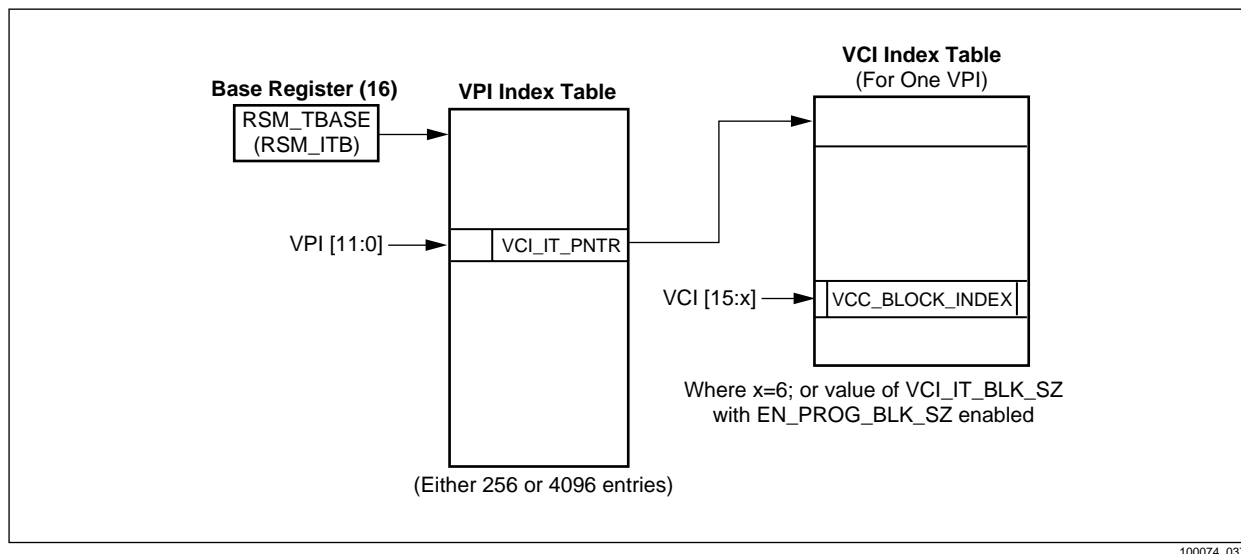 Base Register (16)
RSM_TBASE
(RSM_ITB)
VPI Index Table
VCI Index Table
(For One VPI)
VPI [11:0]
VCI_IT_PNTR
VCI [15:x]
VCC_BLOCK_INDEX
Where x=6; or value of VCI_IT_BLK_SZ
with EN_PROG_BLK_SZ enabled
(Either 256 or 4096 entries)